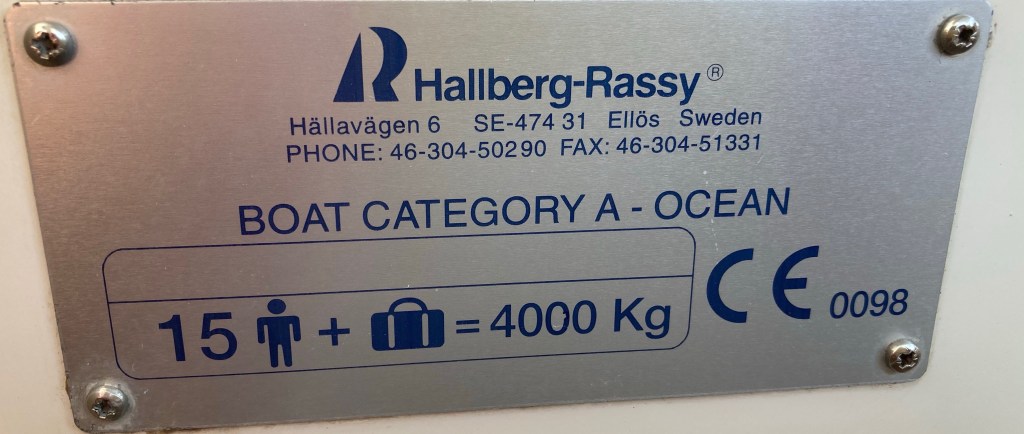 Hallberg-Rassy®
Hällavägen 6 SE-474 31 Ellös Sweden
PHONE: 46-304-50290 FAX: 46-304-51331
BOAT CATEGORY A - OCEAN
15 + = 4000 Kg
CE 0098